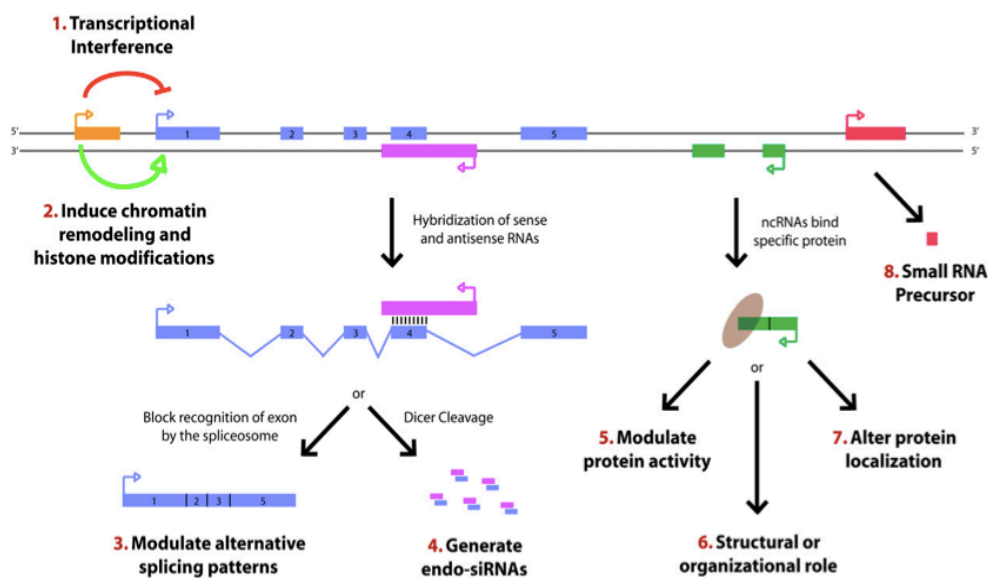 1. Transcriptional
Interference
5' 1 2 3 4 5 3'
3' 5'
2. Induce chromatin
remodeling and
histone modifications
Hybridization of sense
and antisense RNAs
ncRNAs bind
specific protein
8. Small RNA
Precursor
1 2 3 4 5
or
or
Block recognition of exon
by the spliceosome
Dicer Cleavage
5. Modulate
protein activity
7. Alter protein
localization
1 2 3 5
3. Modulate alternative
splicing patterns
4. Generate
endo-siRNAs
6. Structural or
organizational role